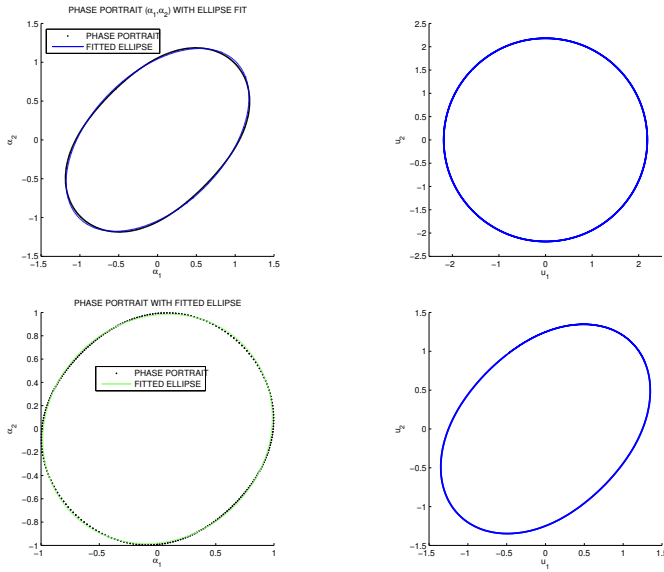 PHASE PORTRAIT (α1,α2) WITH ELLIPSE FIT
1.5
1
0.5
0
−0.5
−1
−1.5
−1.5 −1 −0.5 0 0.5 1 1.5
α1
α2
PHASE PORTRAIT
FITTED ELLIPSE
2.5
2
1.5
1
0.5
0
−0.5
−1
−1.5
−2
−2.5
−2 −1 0 1 2
u1
u2
PHASE PORTRAIT WITH FITTED ELLIPSE
1
0.8
0.6
0.4
0.2
0
−0.2
−0.4
−0.6
−0.8
−1
−1 −0.5 0 0.5 1
α1
α2
PHASE PORTRAIT
FITTED ELLIPSE
1.5
1
0.5
0
−0.5
−1
−1.5
−1.5 −1 −0.5 0 0.5 1 1.5
u1
u2